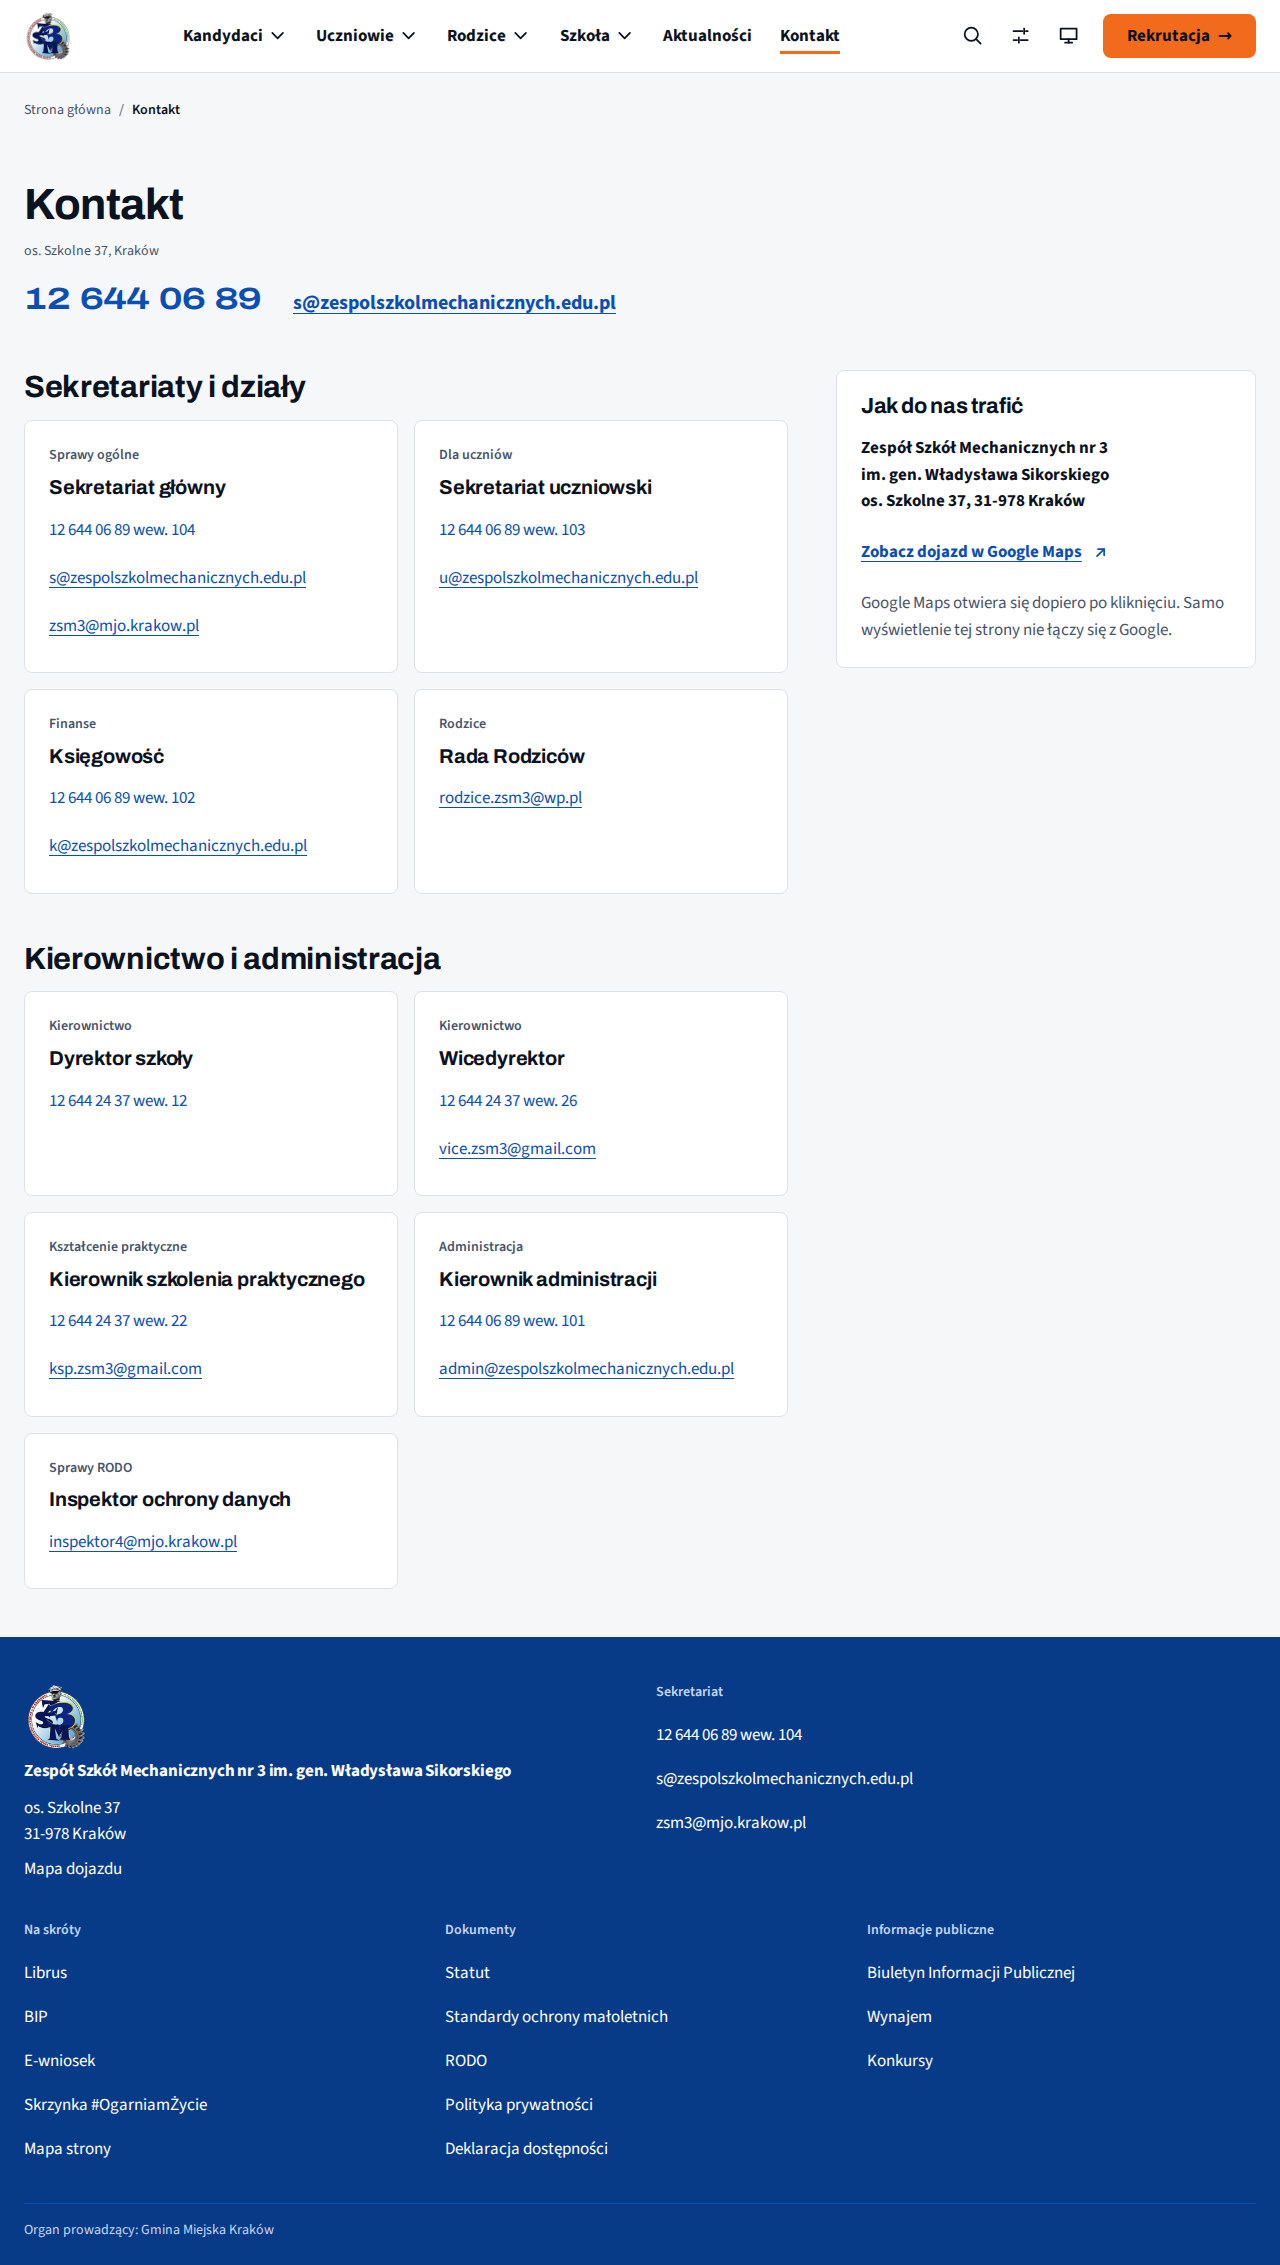 Kandydaci
Uczniowie
Rodzice
Szkoła
Aktualności
Kontakt
Rekrutacja →
Strona główna / Kontakt
Kontakt
os. Szkolne 37, Kraków
12 644 06 89
s@zespolszkolmechanicznych.edu.pl
Sekretariaty i działy
Sprawy ogólne
Sekretariat główny
12 644 06 89 wew. 104
s@zespolszkolmechanicznych.edu.pl
zsm3@mjo.krakow.pl
Dla uczniów
Sekretariat uczniowski
12 644 06 89 wew. 103
u@zespolszkolmechanicznych.edu.pl
Finanse
Księgowość
12 644 06 89 wew. 102
k@zespolszkolmechanicznych.edu.pl
Rodzice
Rada Rodziców
rodzice.zsm3@wp.pl
Jak do nas trafić
Zespół Szkół Mechanicznych nr 3
im. gen. Władysława Sikorskiego
os. Szkolne 37, 31-978 Kraków
Zobacz dojazd w Google Maps
Google Maps otwiera się dopiero po kliknięciu. Samo
wyświetlenie tej strony nie łączy się z Google.
Kierownictwo i administracja
Kierownictwo
Dyrektor szkoły
12 644 24 37 wew. 12
Kierownictwo
Wicedyrektor
12 644 24 37 wew. 26
vice.zsm3@gmail.com
Kształcenie praktyczne
Kierownik szkolenia praktycznego
12 644 24 37 wew. 22
ksp.zsm3@gmail.com
Administracja
Kierownik administracji
12 644 06 89 wew. 101
admin@zespolszkolmechanicznych.edu.pl
Sprawy RODO
Inspektor ochrony danych
inspektor4@mjo.krakow.pl
Zespół Szkół Mechanicznych nr 3 im. gen. Władysława Sikorskiego
os. Szkolne 37
31-978 Kraków
Mapa dojazdu
Sekretariat
12 644 06 89 wew. 104
s@zespolszkolmechanicznych.edu.pl
zsm3@mjo.krakow.pl
Na skróty
Librus
BIP
E-wniosek
Skrzynka #OgarniamŻycie
Mapa strony
Dokumenty
Statut
Standardy ochrony małoletnich
RODO
Polityka prywatności
Deklaracja dostępności
Informacje publiczne
Biuletyn Informacji Publicznej
Wynajem
Konkursy
Organ prowadzący: Gmina Miejska Kraków